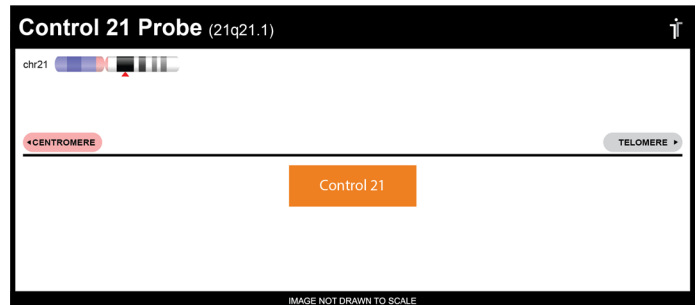 Control 21 Probe (21q21.1)
chr21
◂CENTROMERE
TELOMERE ▸
Control 21
IMAGE NOT DRAWN TO SCALE